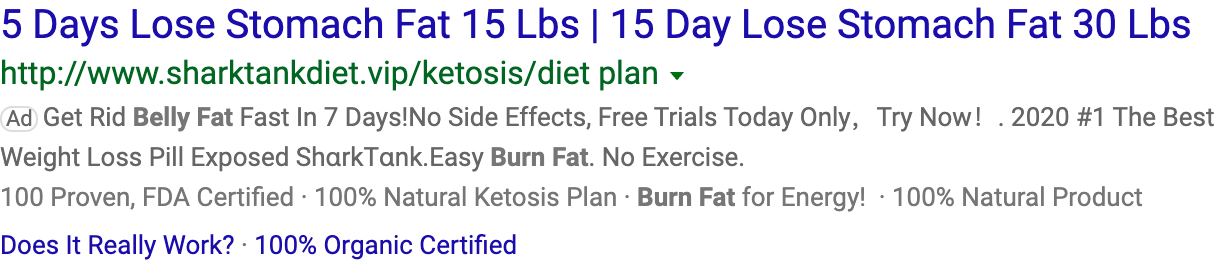 5 Days Lose Stomach Fat 15 Lbs | 15 Day Lose Stomach Fat 30 Lbs
http://www.sharktankdiet.vip/ketosis/diet plan
Ad Get Rid Belly Fat Fast In 7 Days!No Side Effects, Free Trials Today Only， Try Now！ . 2020 #1 The Best
Weight Loss Pill Exposed ShɑrkTɑnk.Easy Burn Fat. No Exercise.
100 Proven, FDA Certified · 100% Natural Ketosis Plan · Burn Fat for Energy! · 100% Natural Product
Does It Really Work? · 100% Organic Certified